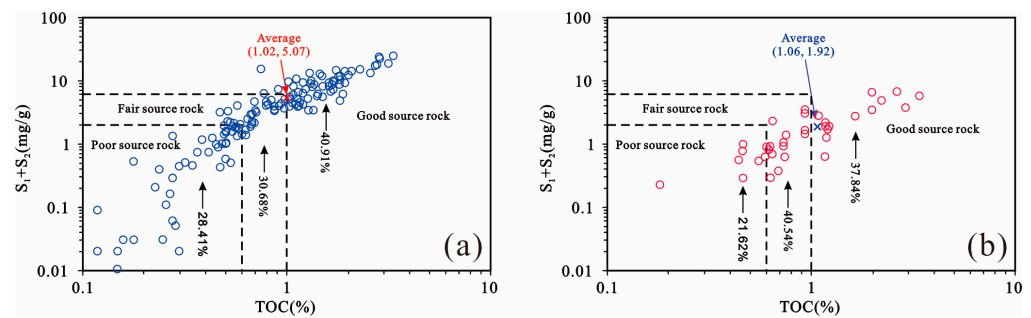 100
10
1
0.1
0.01
S1+S2(mg/g)
Average
(1.02, 5.07)
Fair source rock
Poor source rock
Good source rock
28.41%
30.68%
40.91%
(a)
0.1
1
10
TOC(%)
100
10
1
0.1
0.01
S1+S2(mg/g)
Average
(1.06, 1.92)
Fair source rock
Poor source rock
Good source rock
21.62%
40.54%
37.84%
(b)
0.1
1
10
TOC(%)